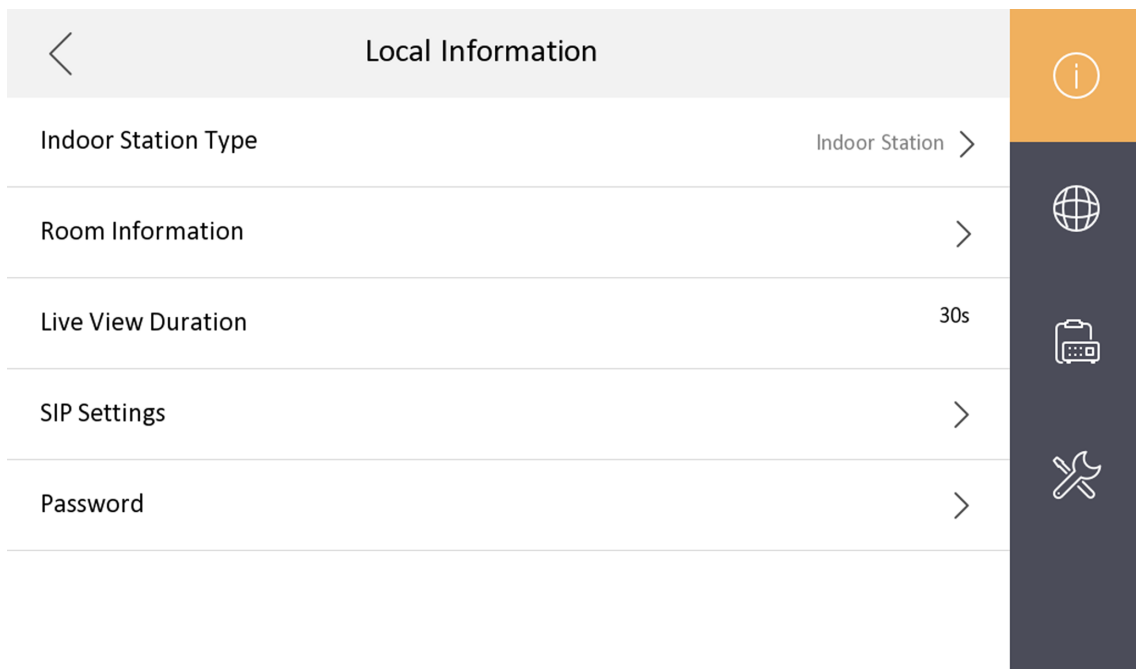 Local Information
Indoor Station Type
Indoor Station
Room Information
Live View Duration
30s
SIP Settings
Password